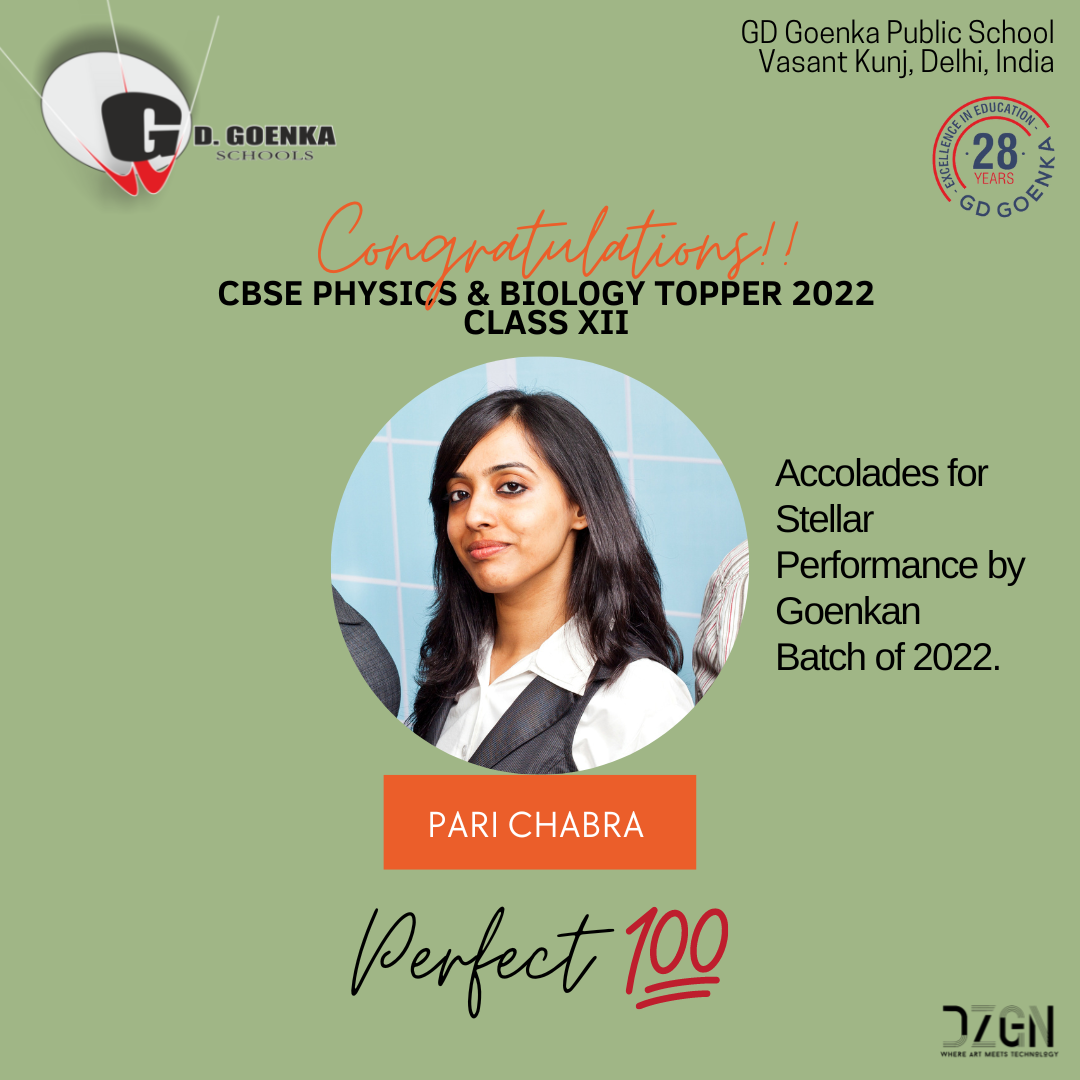 GD Goenka Public School
Vasant Kunj, Delhi, India
G D. GOENKA
SCHOOLS
- EXCELLENCE IN EDUCATION -
28
YEARS
GD GOENKA
Congratulations!!
CBSE PHYSICS & BIOLOGY TOPPER 2022
CLASS XII
Accolades for
Stellar
Performance by
Goenkan
Batch of 2022.
PARI CHABRA
Perfect 100
DZGN
WHERE ART MEETS TECHNOLOGY